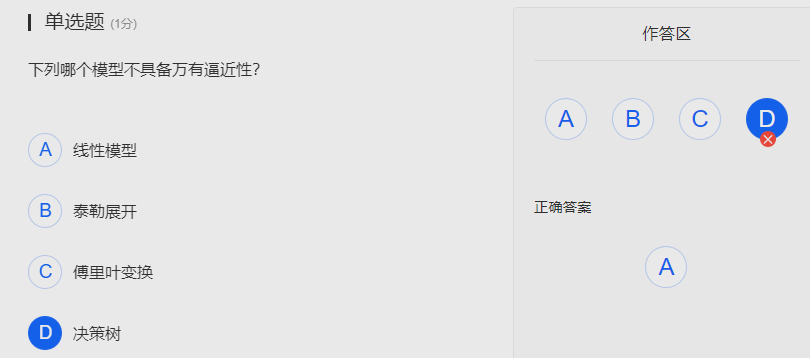 单选题 (1分)
下列哪个模型不具备万有逼近性?
A 线性模型
B 泰勒展开
C 傅里叶变换
D 决策树
作答区
A B C D
正确答案
A